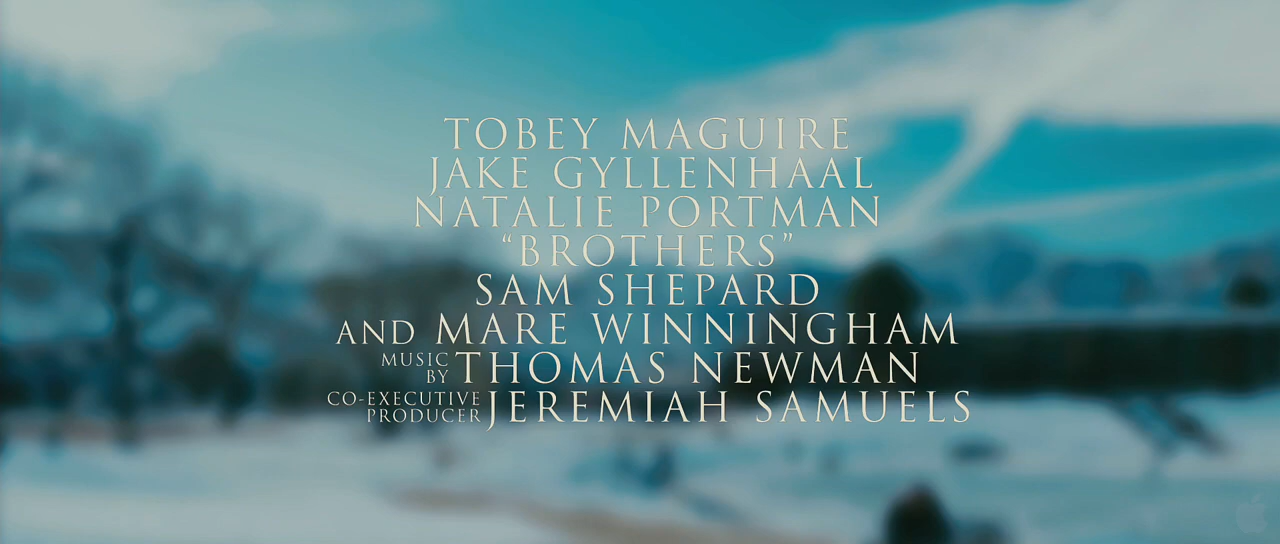 TOBEY MAGUIRE
JAKE GYLLENHAAL
NATALIE PORTMAN
“BROTHERS”
SAM SHEPARD
AND MARE WINNINGHAM
MUSIC BY THOMAS NEWMAN
CO-EXECUTIVE PRODUCER JEREMIAH SAMUELS